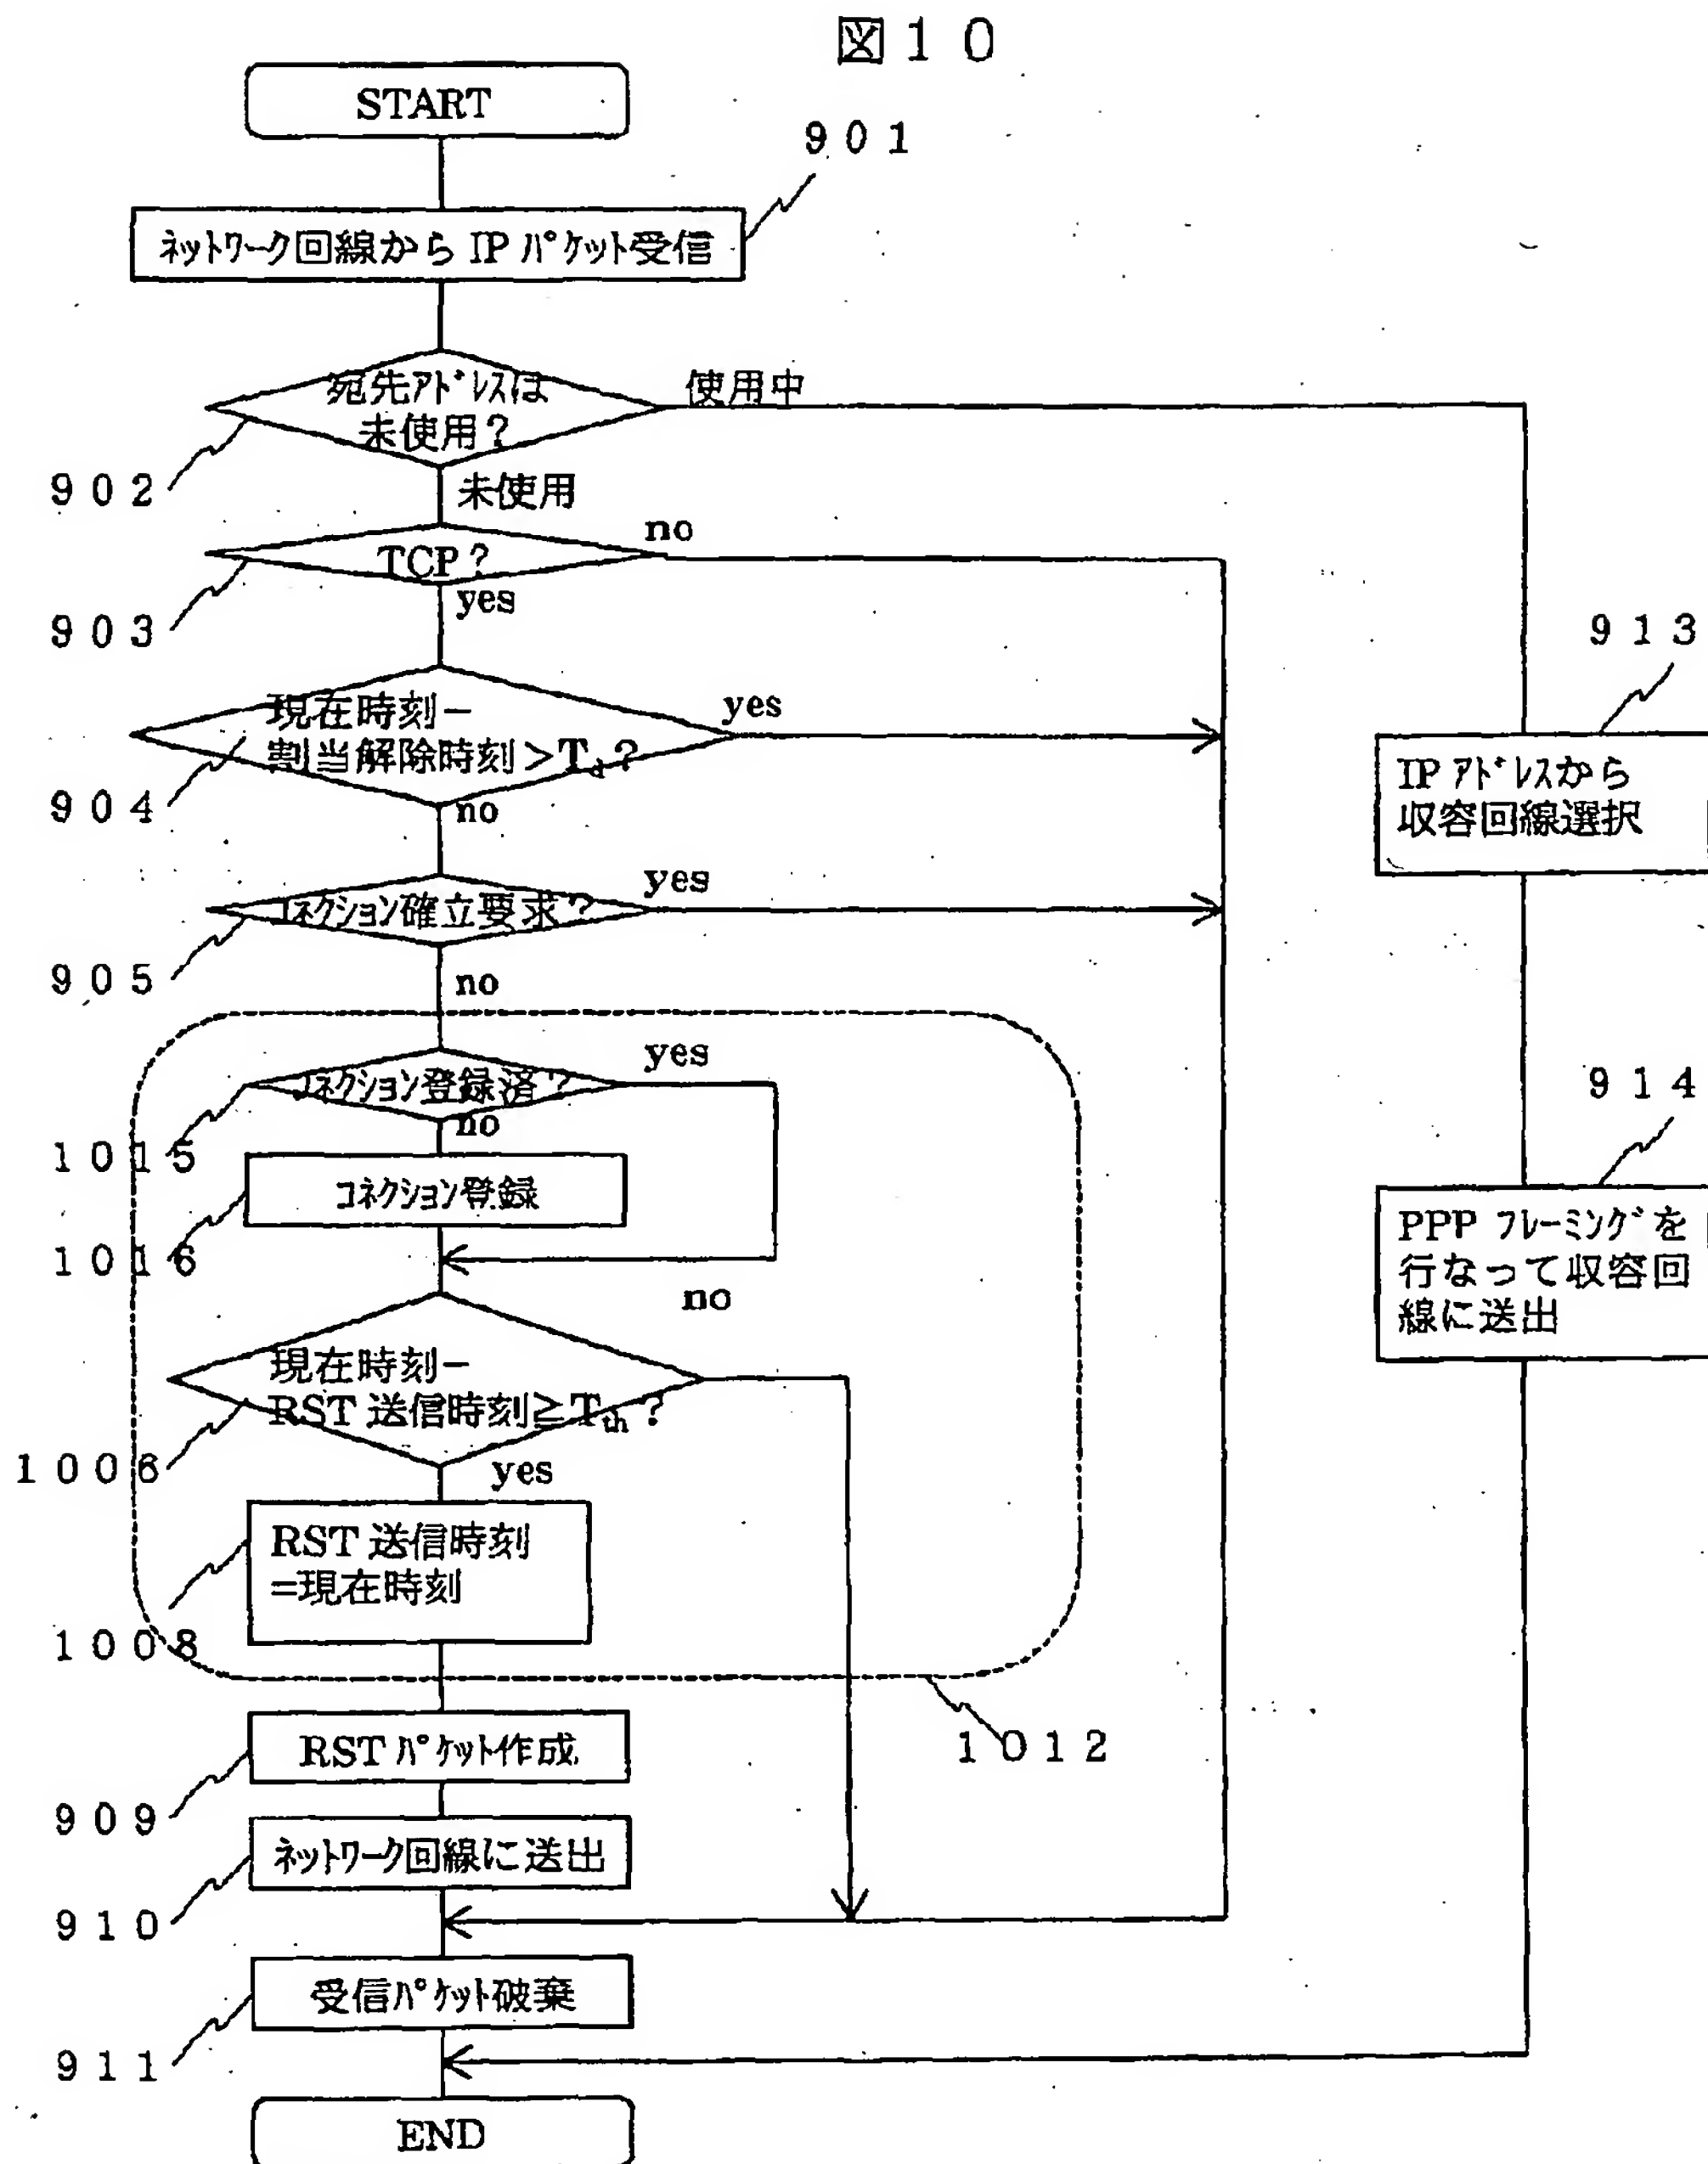 図10
START
901
ネットワーク回線から IP パケット受信
宛先アドレスは
未使用？
使用中
902
未使用
TCP？
no
903
yes
現在時刻－
割当解除時刻＞Td？
yes
904
no
913
IP アドレスから
収容回線選択
コネクション確立要求？
yes
905
no
コネクション登録済？
yes
1015
no
コネクション登録
1016
914
PPP フレーミングを
行なって収容回
線に送出
no
現在時刻－
RST 送信時刻≧Tth？
1006
yes
RST 送信時刻
=現在時刻
1008
1012
RST パケット作成
909
ネットワーク回線に送出
910
受信パケット破棄
911
END